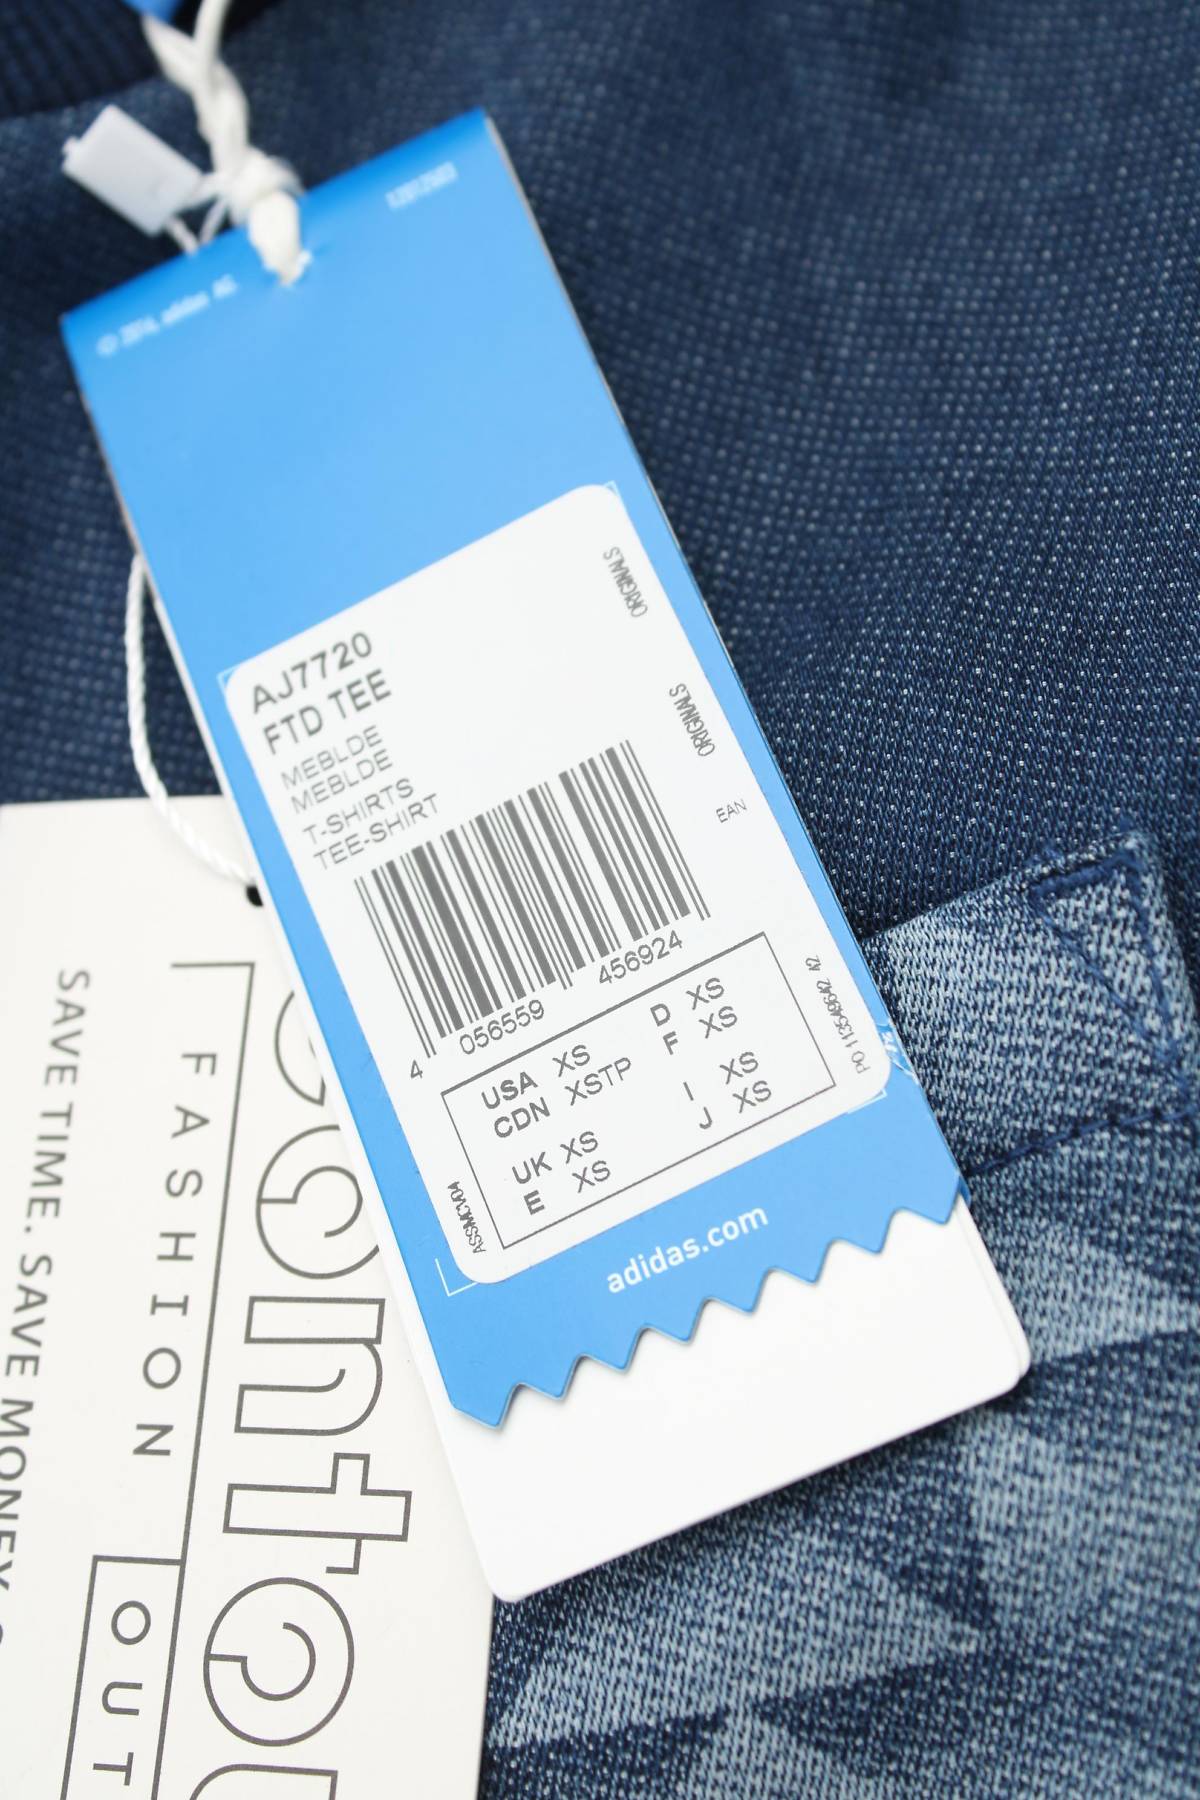 © 2014, adidas AG
AJ7720
FTD TEE
MEBLDE
MEBLDE
T-SHIRTS
TEE-SHIRT
ORIGINALS
ORIGINALS
EAN
4 056559 456924
USA XS D XS
CDN XSTP F XS
UK XS I XS
E XS J XS
ASSMCV04
adidas.com
FASHION
OUT
SAVE TIME. SAVE MONEY